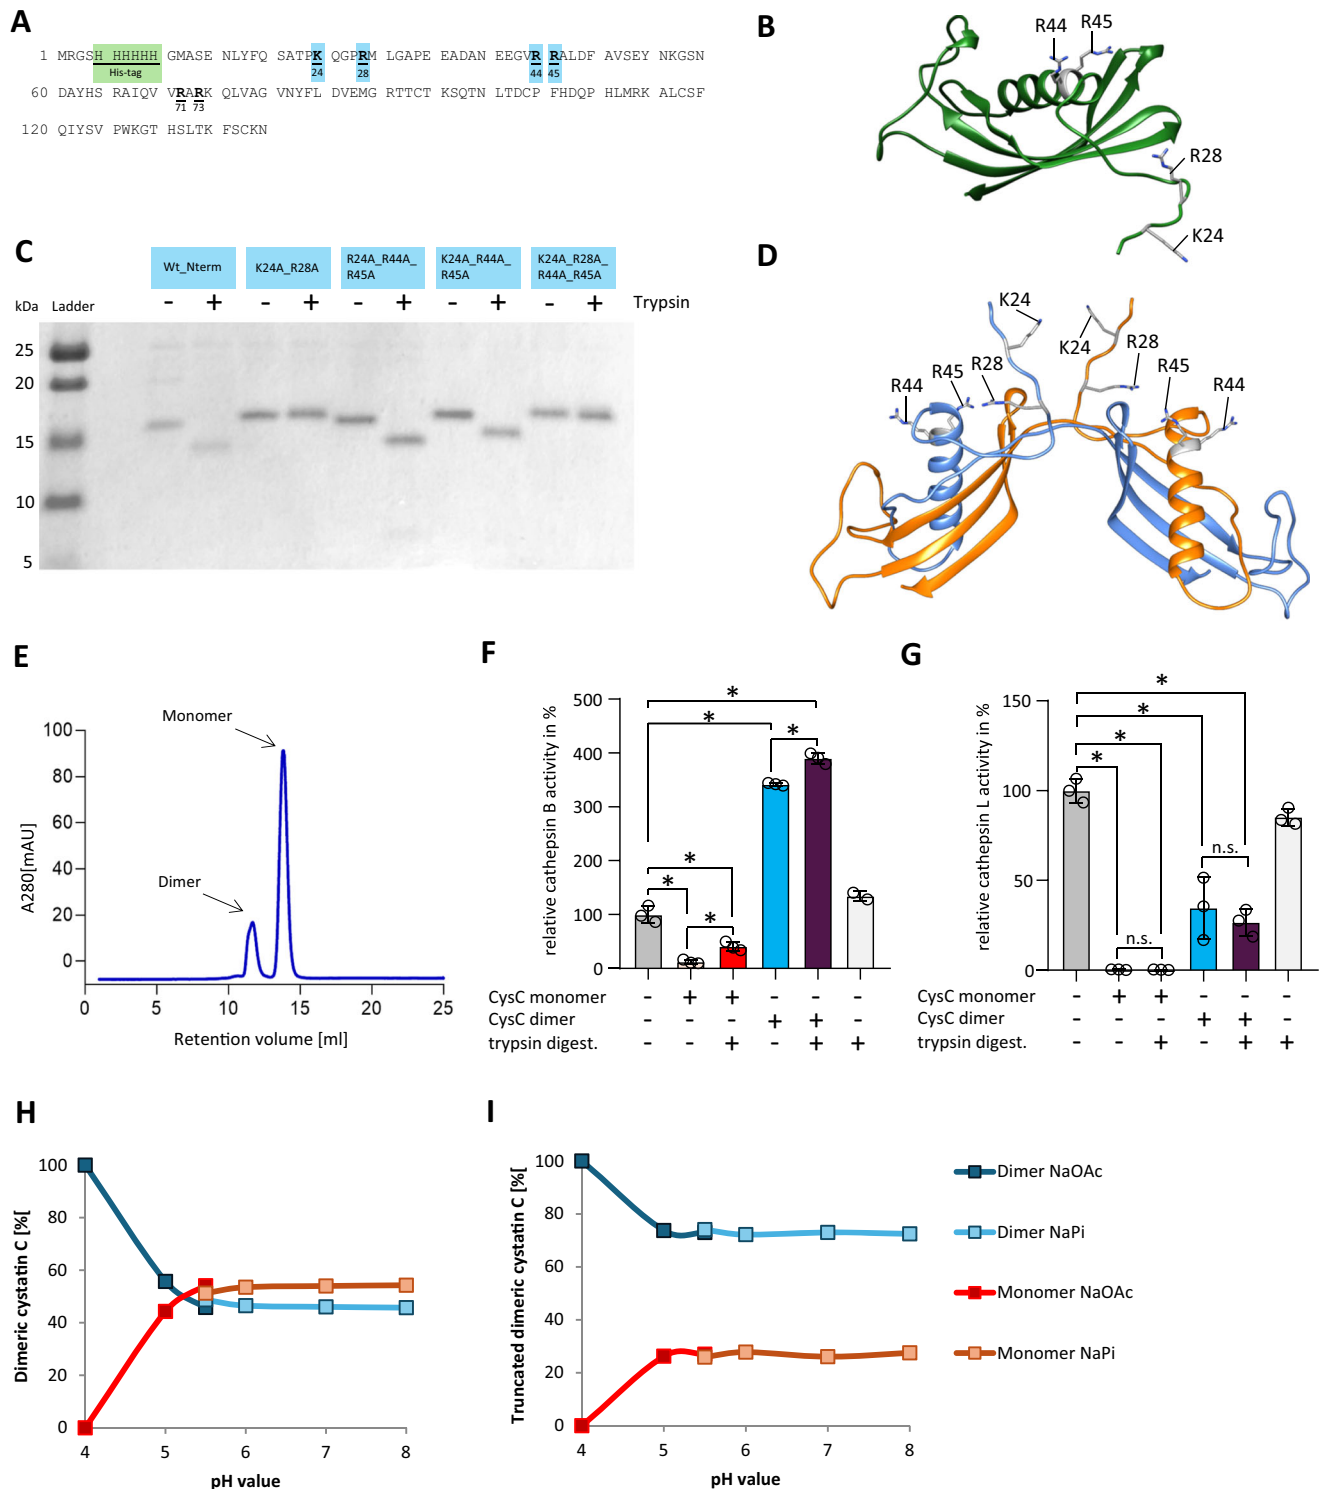 A
1 MRGSH HHHHH GMASE NLYFQ SATPK QGPRM LGAPE EADAN EEGVR RALDF AVSEY NKGSN
His-tag 24 28 44 45
60 DAYHS RAIQV VRARK QLVAG VNYFL DVEMG RTTCT KSQTN LTDCP FHDQP HLMRK ALCSF
71 73
120 QIYSV PWKGT HSLTK FSCKN
B
R44 R45
R28
K24
C
Wt_Nterm K24A_R28A R24A_R44A_ K24A_R44A_ K24A_R28A_
R45A R45A R44A_R45A
kDa Ladder - + - + - + - + - + Trypsin
25
20
15
10
5
D
K24
K24 R28
R44 R45 R28 R45 R44
E
Monomer
Dimer
A280[mAU]
100
80
60
40
20
0
0 5 10 15 20 25
Retention volume [ml]
F
relative cathepsin B activity in %
500
400
300
200
100
0
* * * * * *
CysC monomer - + + - - -
CysC dimer - - - + + -
trypsin digest. - - + - + +
G
relative cathepsin L activity in %
150
100
50
0
* * * *
n.s. n.s.
CysC monomer - + + - - -
CysC dimer - - - + + -
trypsin digest. - - + - + +
H
Dimeric cystatin C [%[
100
80
60
40
20
0
4 5 6 7 8
pH value
I
Truncated dimeric cystatin C [%[
100
80
60
40
20
0
4 5 6 7 8
pH value
Dimer NaOAc
Dimer NaPi
Monomer NaOAc
Monomer NaPi